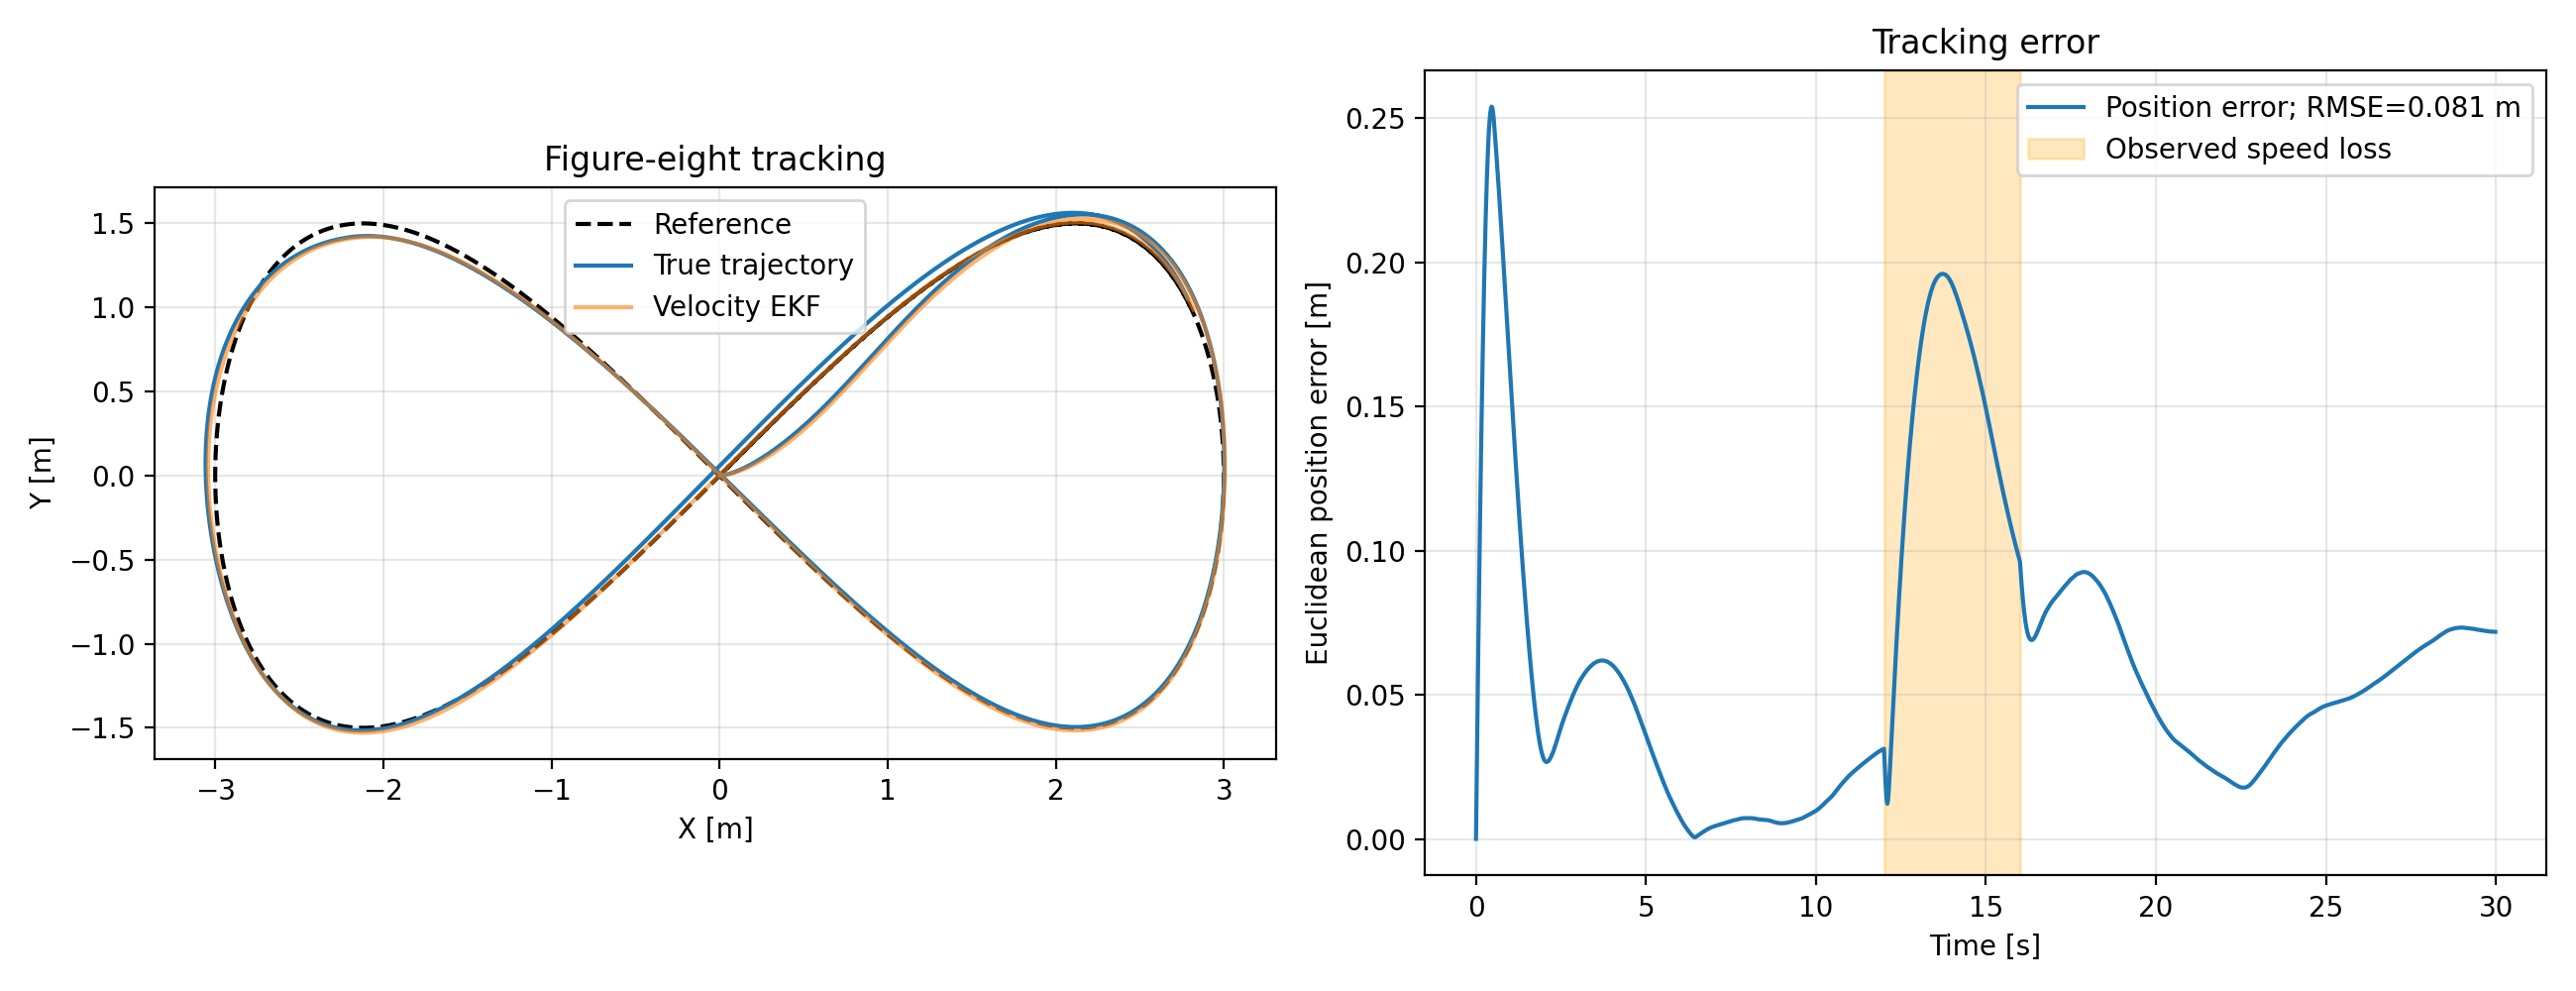 Figure-eight tracking
Reference
True trajectory
Velocity EKF
1.5
1.0
0.5
0.0
−0.5
−1.0
−1.5
Y [m]
−3
−2
−1
0
1
2
3
X [m]
Tracking error
Position error; RMSE=0.081 m
Observed speed loss
0.25
0.20
0.15
0.10
0.05
0.00
Euclidean position error [m]
0
5
10
15
20
25
30
Time [s]